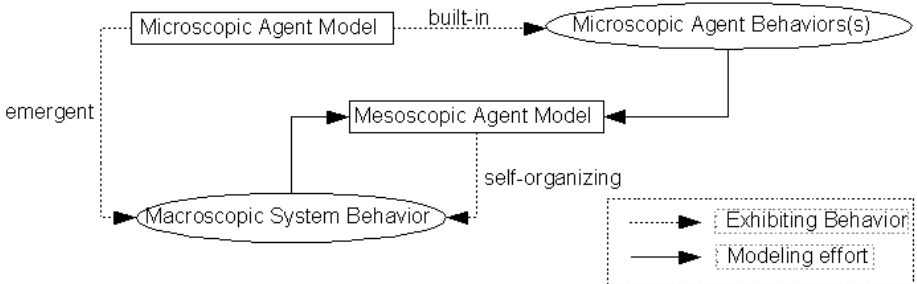 built-in
Microscopic Agent Model
Microscopic Agent Behaviors(s)
emergent
Mesoscopic Agent Model
self-organizing
Macroscopic System Behavior
Exhibiting Behavior
Modeling effort